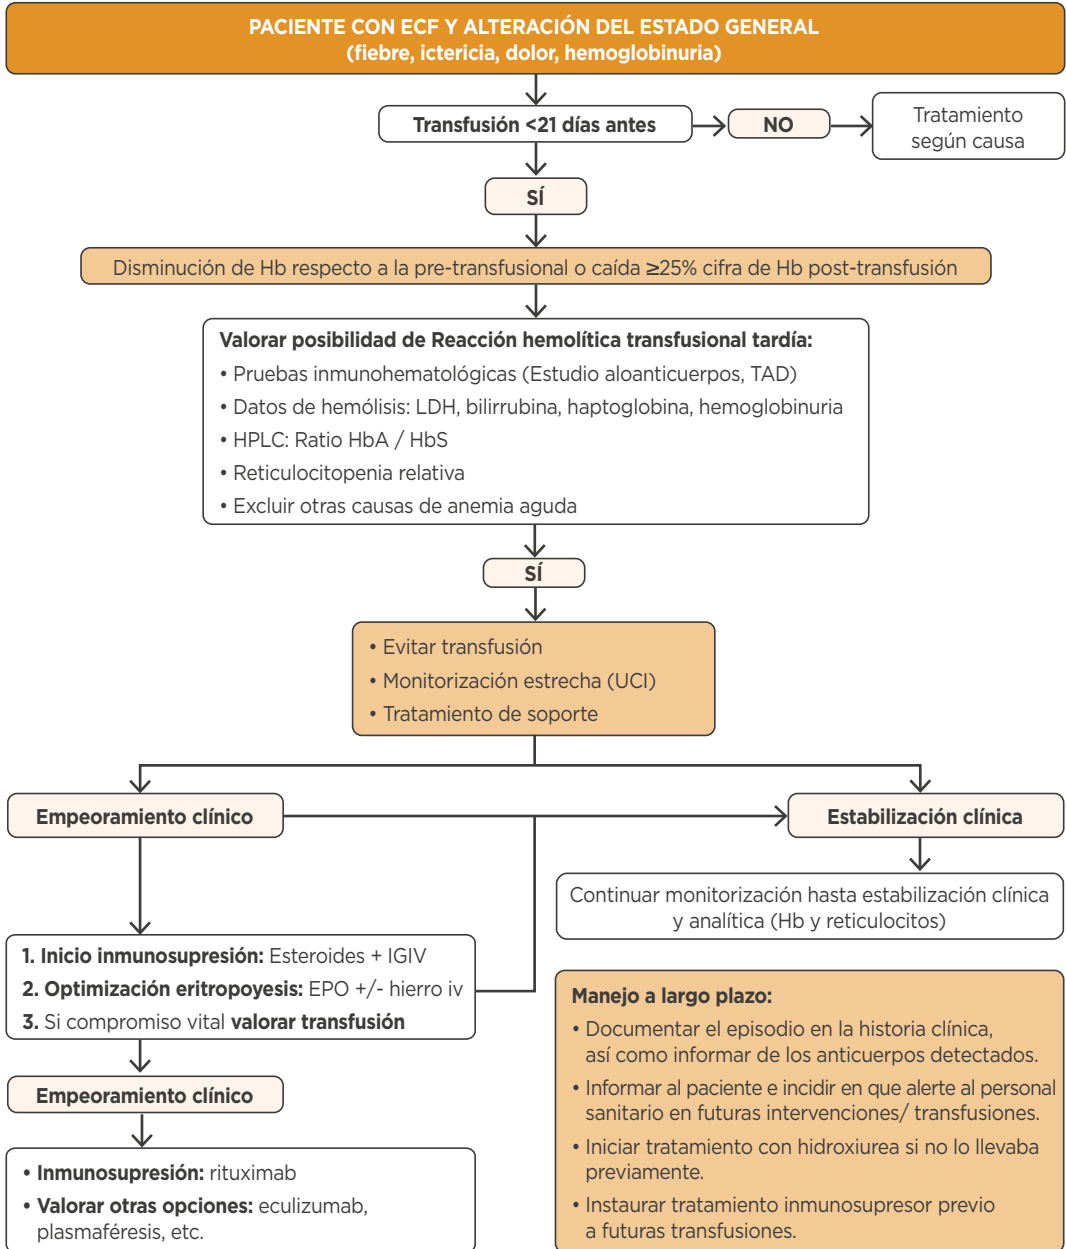 PACIENTE CON ECF Y ALTERACIÓN DEL ESTADO GENERAL
(fiebre, ictericia, dolor, hemoglobinuria)
Transfusión <21 días antes
NO
Tratamiento
según causa
SÍ
Disminución de Hb respecto a la pre-transfusional o caída ≥25% cifra de Hb post-transfusión
Valorar posibilidad de Reacción hemolítica transfusional tardía:
• Pruebas inmunohematológicas (Estudio aloanticuerpos, TAD)
• Datos de hemólisis: LDH, bilirrubina, haptoglobina, hemoglobinuria
• HPLC: Ratio HbA / HbS
• Reticulocitopenia relativa
• Excluir otras causas de anemia aguda
SÍ
• Evitar transfusión
• Monitorización estrecha (UCI)
• Tratamiento de soporte
Empeoramiento clínico
Estabilización clínica
Continuar monitorización hasta estabilización clínica
y analítica (Hb y reticulocitos)
1. Inicio inmunosupresión: Esteroides + IGIV
2. Optimización eritropoyesis: EPO +/- hierro iv
3. Si compromiso vital valorar transfusión
Empeoramiento clínico
• Inmunosupresión: rituximab
• Valorar otras opciones: eculizumab,
plasmaféresis, etc.
Manejo a largo plazo:
• Documentar el episodio en la historia clínica,
así como informar de los anticuerpos detectados.
• Informar al paciente e incidir en que alerte al personal
sanitario en futuras intervenciones/ transfusiones.
• Iniciar tratamiento con hidroxiurea si no lo llevaba
previamente.
• Instaurar tratamiento inmunosupresor previo
a futuras transfusiones.